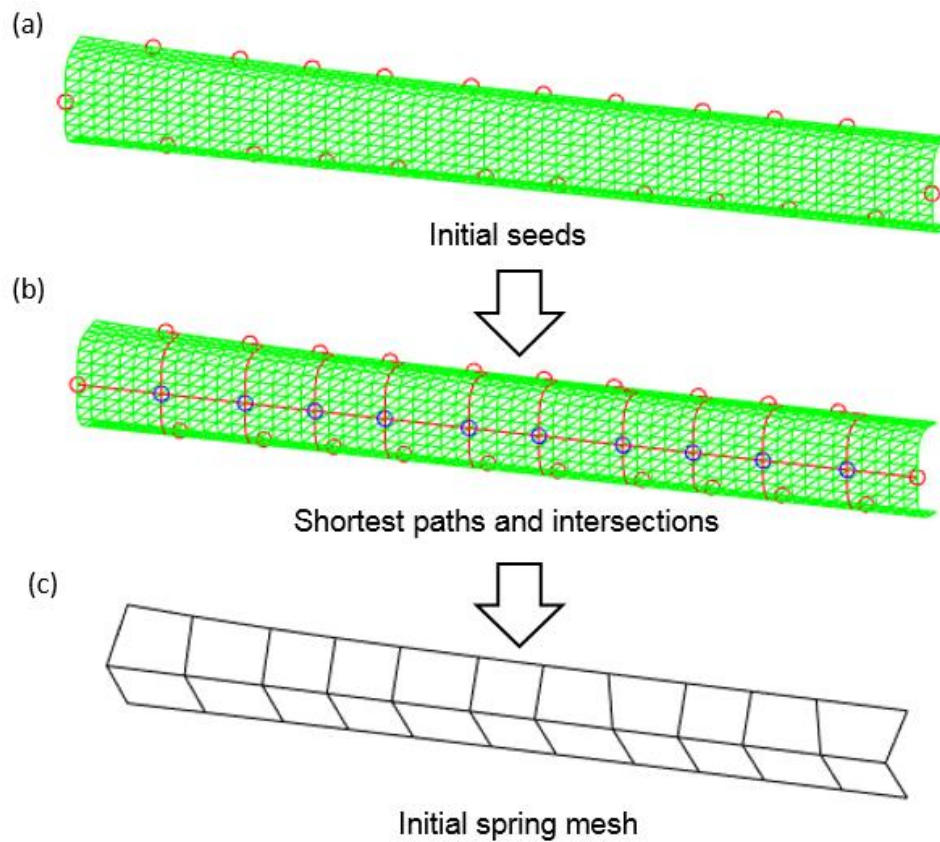 (a)
Initial seeds
(b)
Shortest paths and intersections
(c)
Initial spring mesh